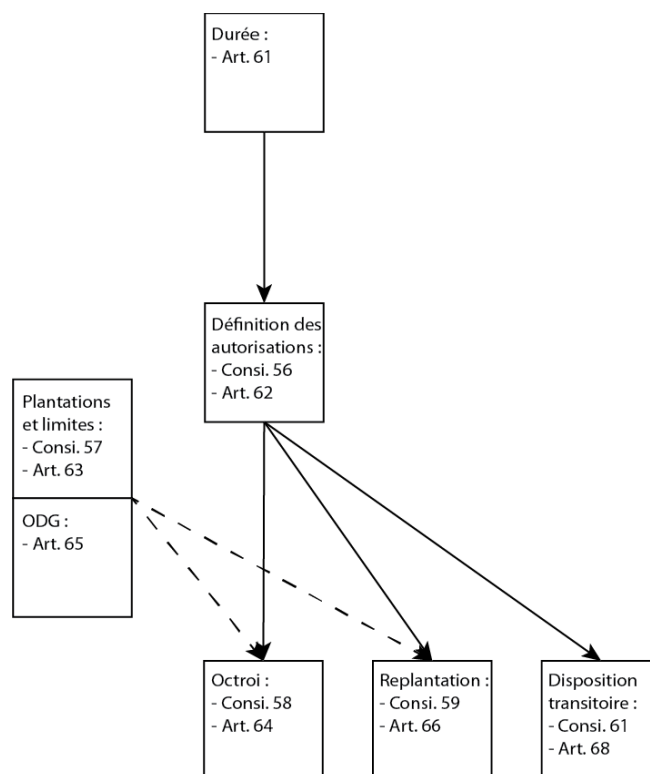 Durée :
- Art. 61
Définition des
autorisations :
- Consi. 56
- Art. 62
Plantations
et limites :
- Consi. 57
- Art. 63
ODG :
- Art. 65
Octroi :
- Consi. 58
- Art. 64
Replantation :
- Consi. 59
- Art. 66
Disposition
transitoire :
- Consi. 61
- Art. 68